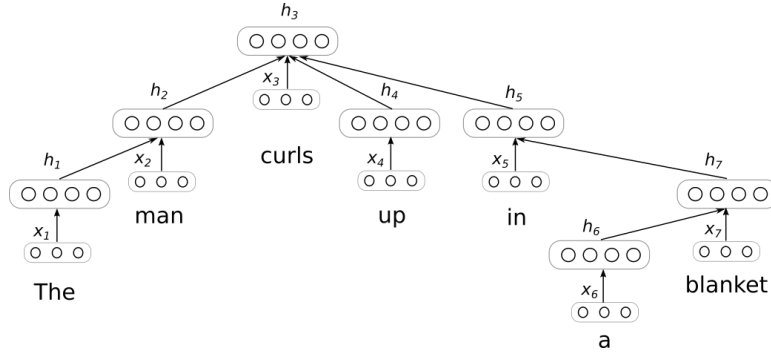 h3
h2
x3
h4
h5
curls
h1
x2
x4
x5
h7
man
up
in
x1
h6
x7
The
x6
blanket
a